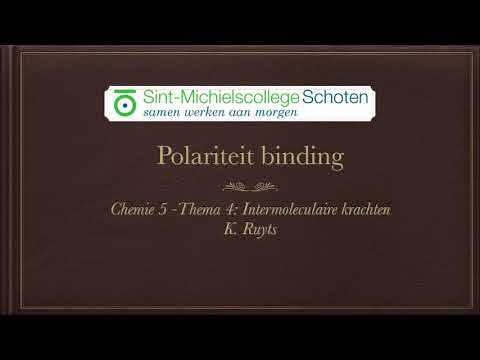 Sint-Michielscollege Schoten
samen werken aan morgen
Polariteit binding
Chemie 5 -Thema 4: Intermoleculaire krachten
K. Ruyts